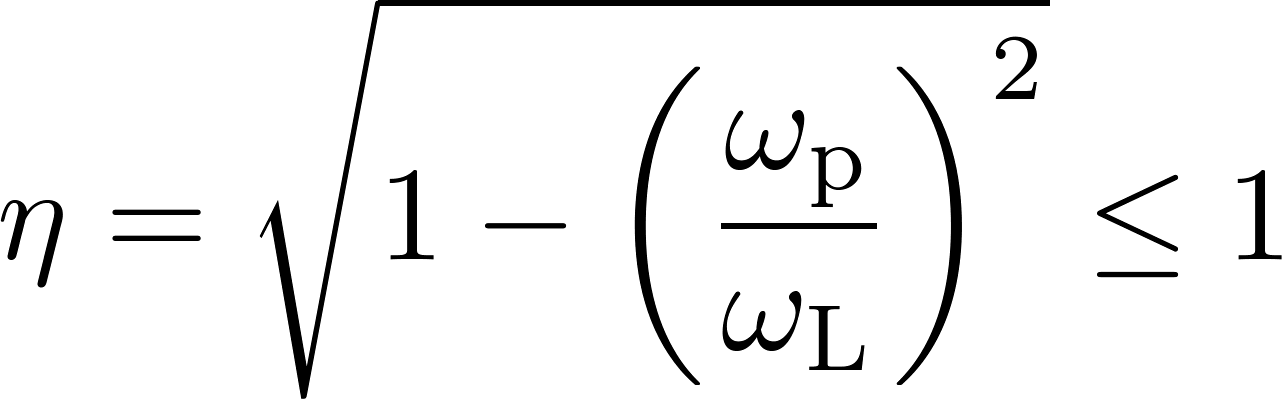 η = √(1 − (ω_p / ω_L)²) ≤ 1